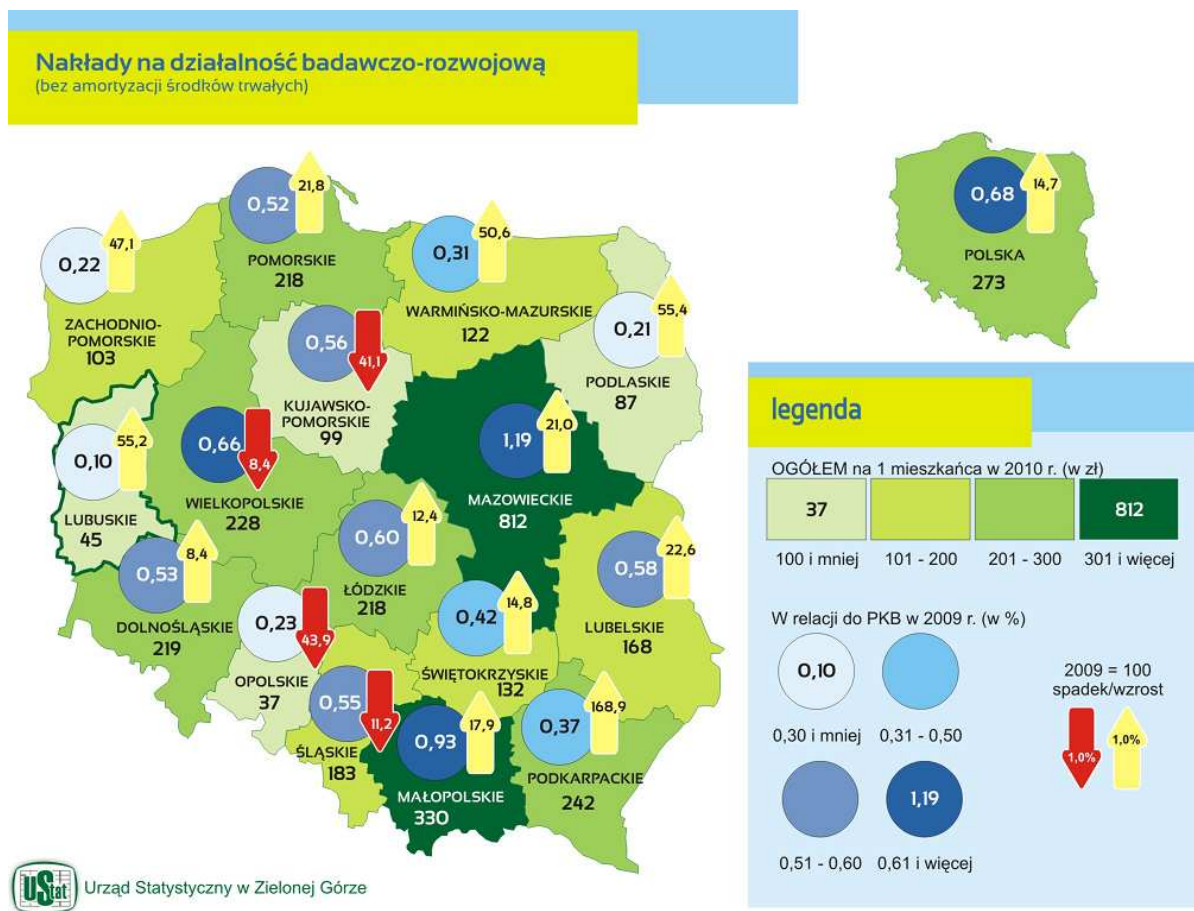 Nakłady na działalność badawczo-rozwojową
(bez amortyzacji środków trwałych)
0,52
21,8
POMORSKIE
218
0,22
47,1
ZACHODNIO-
POMORSKIE
103
0,31
50,6
WARMIŃSKO-MAZURSKIE
122
0,21
55,4
PODLASKIE
87
0,56
41,1
KUJAWSKO-
POMORSKIE
99
0,10
55,2
LUBUSKIE
45
0,66
8,4
WIELKOPOLSKIE
228
1,19
21,0
MAZOWIECKIE
812
0,60
12,4
ŁÓDZKIE
218
0,53
8,4
DOLNOŚLĄSKIE
219
0,58
22,6
LUBELSKIE
168
0,23
43,9
OPOLSKIE
37
0,42
14,8
ŚWIĘTOKRZYSKIE
132
0,55
11,2
ŚLĄSKIE
183
0,93
17,9
MAŁOPOLSKIE
330
0,37
168,9
PODKARPACKIE
242
0,68
14,7
POLSKA
273
legenda
OGÓŁEM na 1 mieszkańca w 2010 r. (w zł)
37
812
100 i mniej 101 - 200 201 - 300 301 i więcej
W relacji do PKB w 2009 r. (w %)
0,10
0,30 i mniej 0,31 - 0,50
1,19
0,51 - 0,60 0,61 i więcej
2009 = 100
spadek/wzrost
1,0% 1,0%
UStat
Urząd Statystyczny w Zielonej Górze